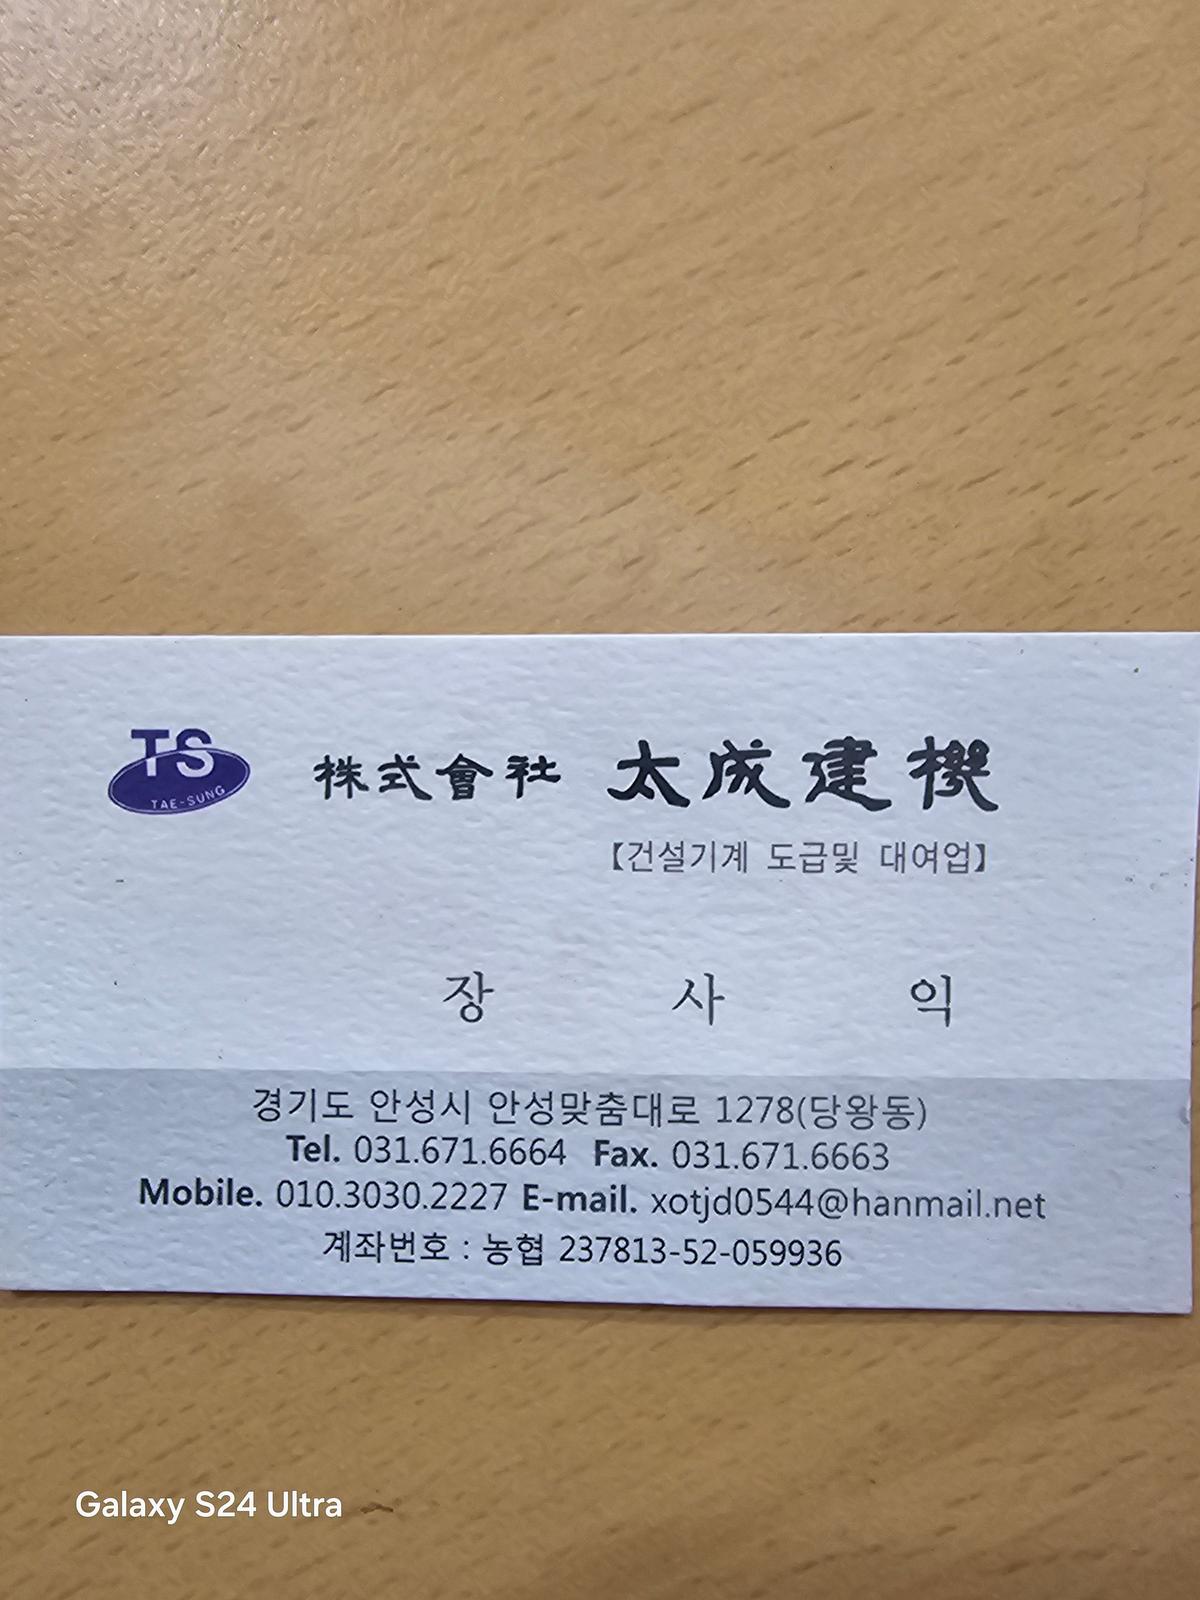 TS
TAE-SUNG
株式會社 太成建機
【건설기계 도급및 대여업】
장 사 익
경기도 안성시 안성맞춤대로 1278(당왕동)
Tel. 031.671.6664 Fax. 031.671.6663
Mobile. 010.3030.2227 E-mail. xotjd0544@hanmail.net
계좌번호 : 농협 237813-52-059936
Galaxy S24 Ultra